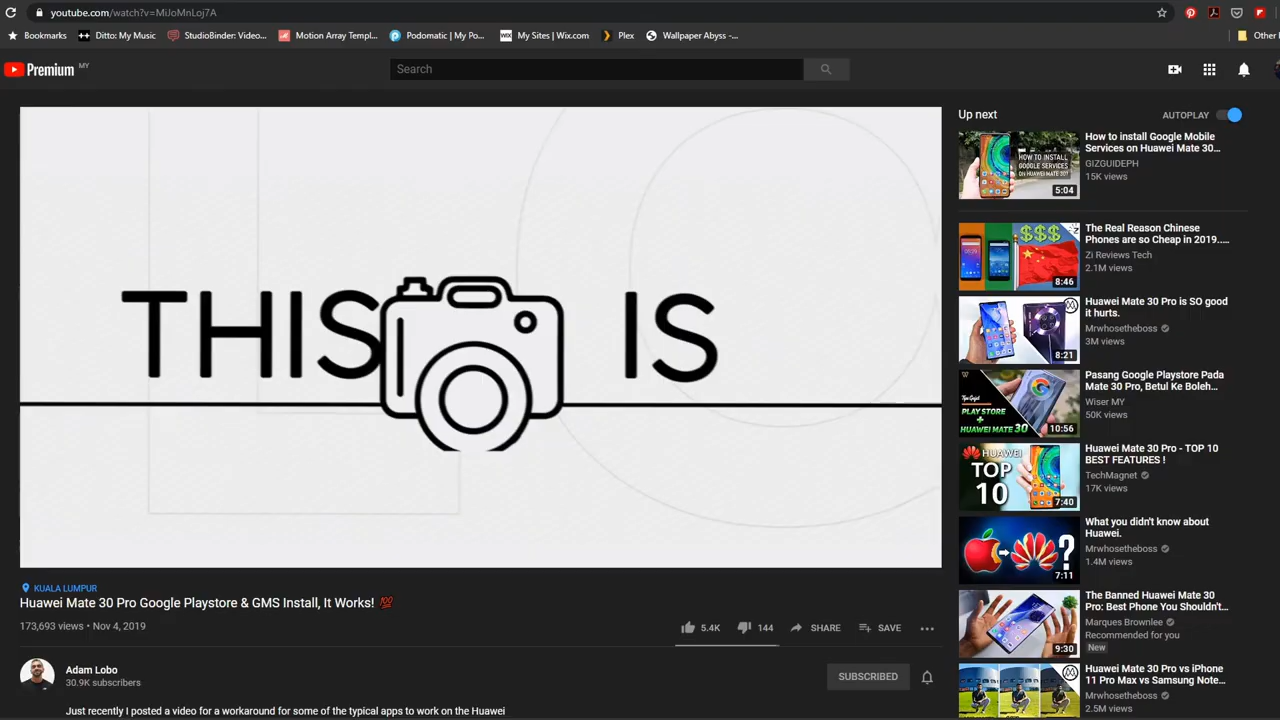 youtube.com/watch?v=MiJoMnLoj7A
Bookmarks Ditto: My Music StudioBinder: Video... Motion Array Templ... Podomatic | My Po... WIX My Sites | Wix.com Plex Wallpaper Abyss -... Other
Premium MY
Search
THIS IS
KUALA LUMPUR
Huawei Mate 30 Pro Google Playstore & GMS Install, It Works! 💯
173,693 views • Nov 4, 2019
5.4K 144 SHARE SAVE
Adam Lobo
30.9K subscribers
SUBSCRIBED
Just recently I posted a video for a workaround for some of the typical apps to work on the Huawei
Up next
AUTOPLAY
HOW TO INSTALL
GOOGLE SERVICES
ON HUAWEI MATE 30?
5:04
How to install Google Mobile
Services on Huawei Mate 30...
GIZGUIDEPH
15K views
$$$
8:46
The Real Reason Chinese
Phones are so Cheap in 2019....
Zi Reviews Tech
2.1M views
8:21
Huawei Mate 30 Pro is SO good
it hurts.
Mrwhosetheboss
3M views
PLAY STORE
+
HUAWEI MATE 30
10:56
Pasang Google Playstore Pada
Mate 30 Pro, Betul Ke Boleh...
Wiser MY
50K views
HUAWEI
TOP
10
7:40
Huawei Mate 30 Pro - TOP 10
BEST FEATURES !
TechMagnet
17K views
?
7:11
What you didn't know about
Huawei.
Mrwhosetheboss
1.4M views
9:30
The Banned Huawei Mate 30
Pro: Best Phone You Shouldn't...
Marques Brownlee
Recommended for you
New
Huawei Mate 30 Pro vs iPhone
11 Pro Max vs Samsung Note...
Mrwhosetheboss
2.5M views